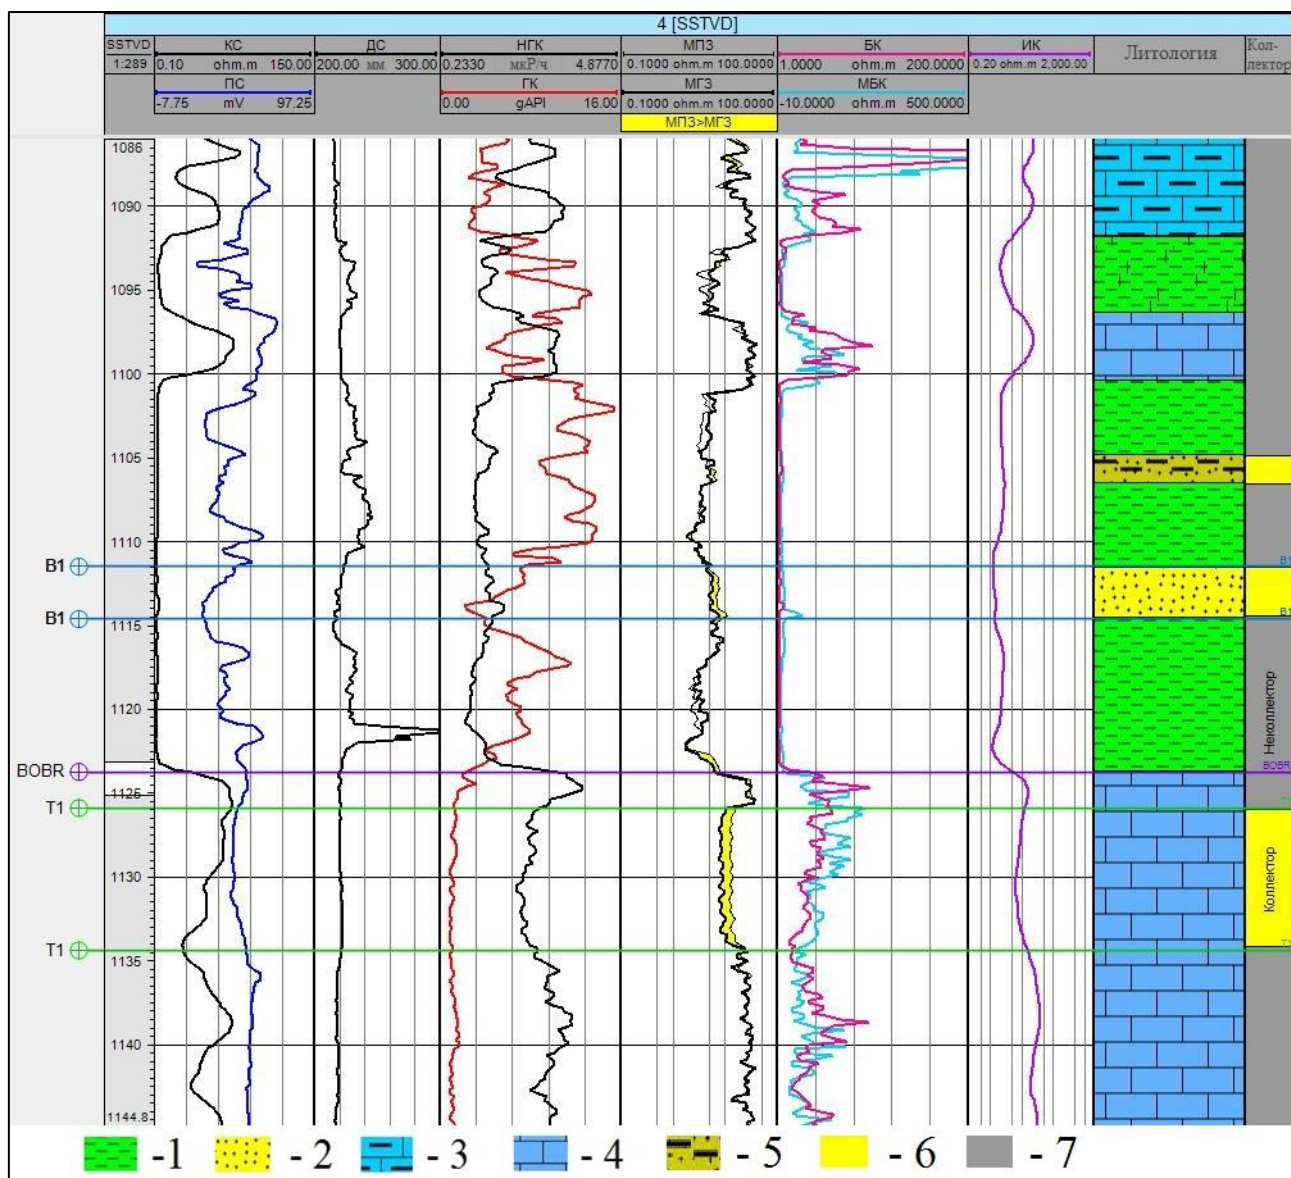 4 [SSTVD]
SSTVD КС ДС НГК МПЗ БК ИК Литология Кол-
1:289 0.10 ohm.m 150.00 200.00 мм 300.00 0.2330 мкР/ч 4.8770 0.1000 ohm.m 100.0000 1.0000 ohm.m 200.0000 0.20 ohm.m 2,000.00 лектор
ПС ГК МГЗ МБК
-7.75 mV 97.25 0.00 gAPI 16.00 0.1000 ohm.m 100.0000 -10.0000 ohm.m 500.0000
МПЗ>МГЗ
1086
1090
1095
1100
1105
1110
B1 B1
B1 B1
1115
1120
Неколлектор
BOBR BOBR
1125
T1 T1
Коллектор
1130
T1 T1
1135
1140
1144.8
-1 - 2 - 3 - 4 - 5 - 6 - 7